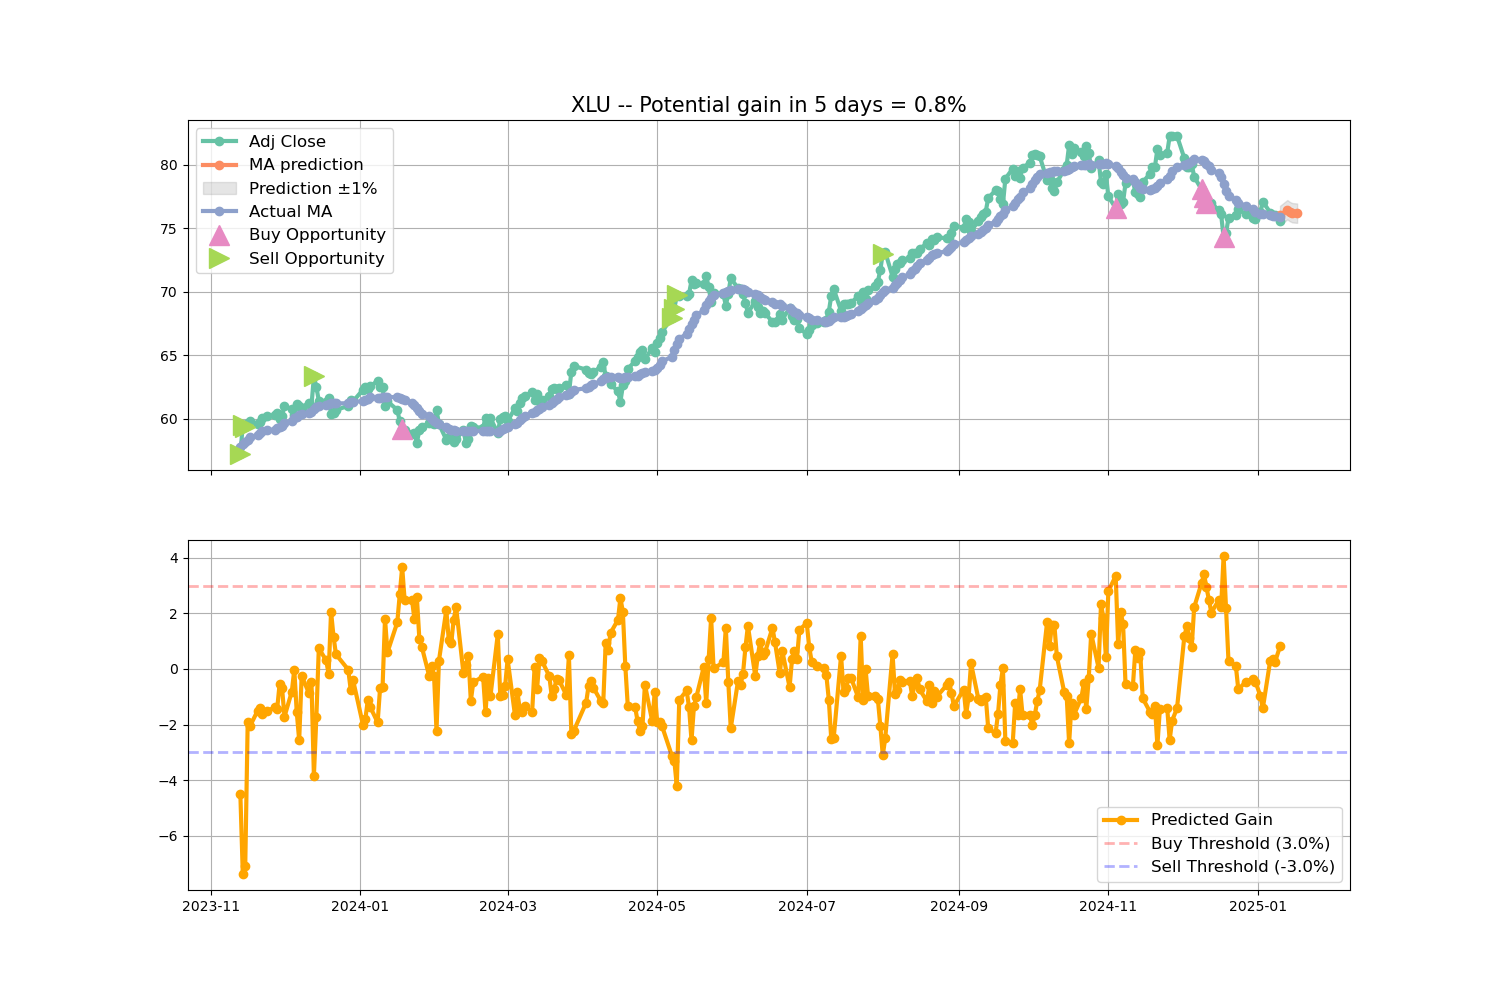 XLU -- Potential gain in 5 days = 0.8%
Adj Close
MA prediction
Prediction ±1%
Actual MA
Buy Opportunity
Sell Opportunity
80
75
70
65
60
4
2
0
−2
−4
−6
Predicted Gain
Buy Threshold (3.0%)
Sell Threshold (-3.0%)
2023-11 2024-01 2024-03 2024-05 2024-07 2024-09 2024-11 2025-01